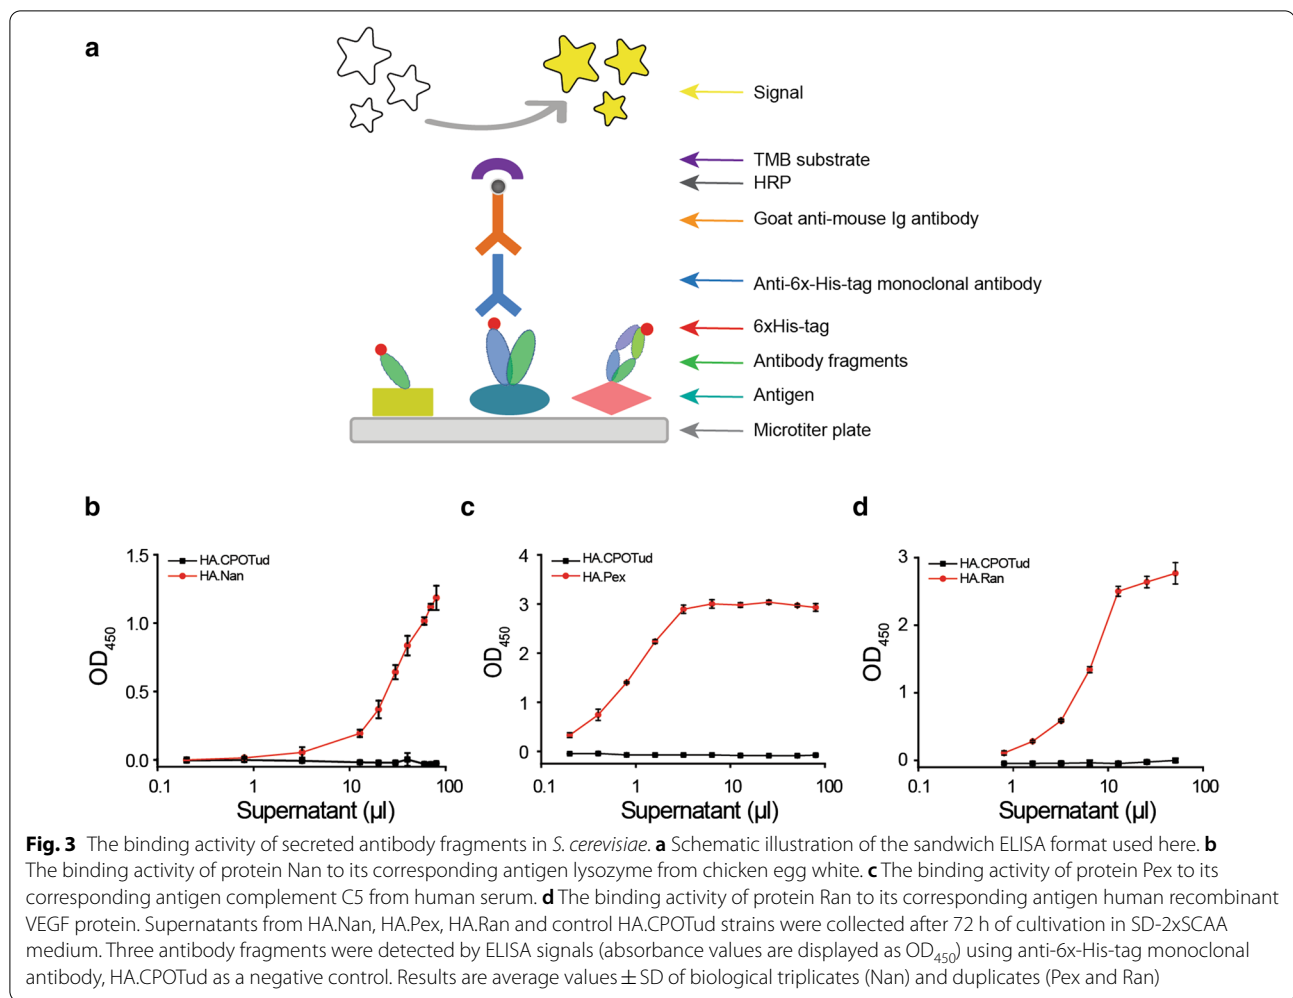 a
Signal
TMB substrate
HRP
Goat anti-mouse Ig antibody
Anti-6x-His-tag monoclonal antibody
6xHis-tag
Antibody fragments
Antigen
Microtiter plate
b
HA.CPOTud
HA.Nan
OD450
1.5
1.0
0.5
0.0
0.1 1 10 100
Supernatant (µl)
c
HA.CPOTud
HA.Pex
OD450
4
3
2
1
0
0.1 1 10 100
Supernatant (µl)
d
HA.CPOTud
HA.Ran
OD450
3
2
1
0
0.1 1 10 100
Supernatant (µl)
Fig. 3 The binding activity of secreted antibody fragments in S. cerevisiae. a Schematic illustration of the sandwich ELISA format used here. b
The binding activity of protein Nan to its corresponding antigen lysozyme from chicken egg white. c The binding activity of protein Pex to its
corresponding antigen complement C5 from human serum. d The binding activity of protein Ran to its corresponding antigen human recombinant
VEGF protein. Supernatants from HA.Nan, HA.Pex, HA.Ran and control HA.CPOTud strains were collected after 72 h of cultivation in SD-2xSCAA
medium. Three antibody fragments were detected by ELISA signals (absorbance values are displayed as OD450) using anti-6x-His-tag monoclonal
antibody, HA.CPOTud as a negative control. Results are average values ± SD of biological triplicates (Nan) and duplicates (Pex and Ran)